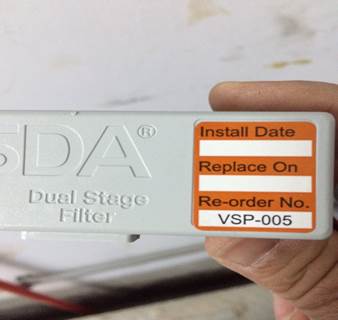 SDA®
Dual Stage
Filter
Install Date
Replace On
Re-order No.
VSP-005